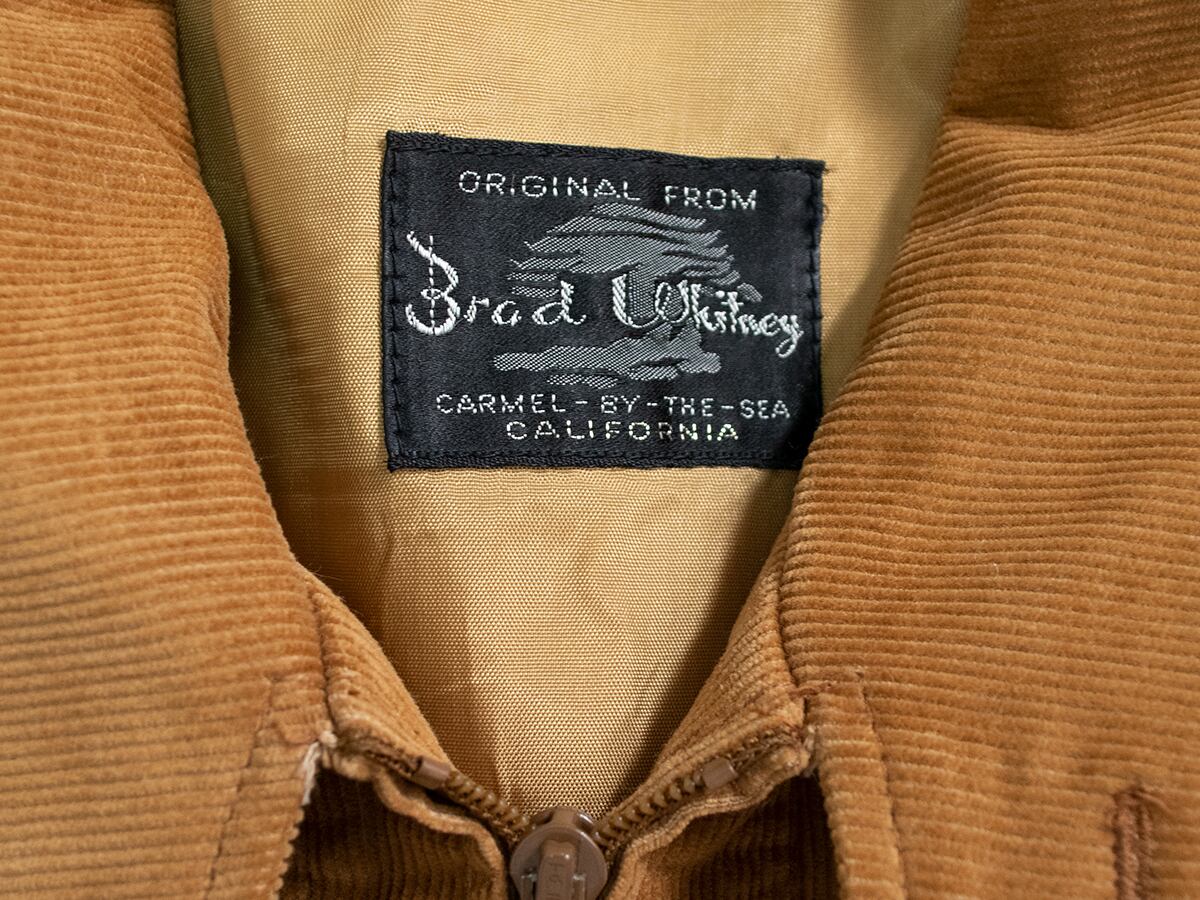 ORIGINAL FROM
Brad Whitney
CARMEL-BY-THE-SEA
CALIFORNIA